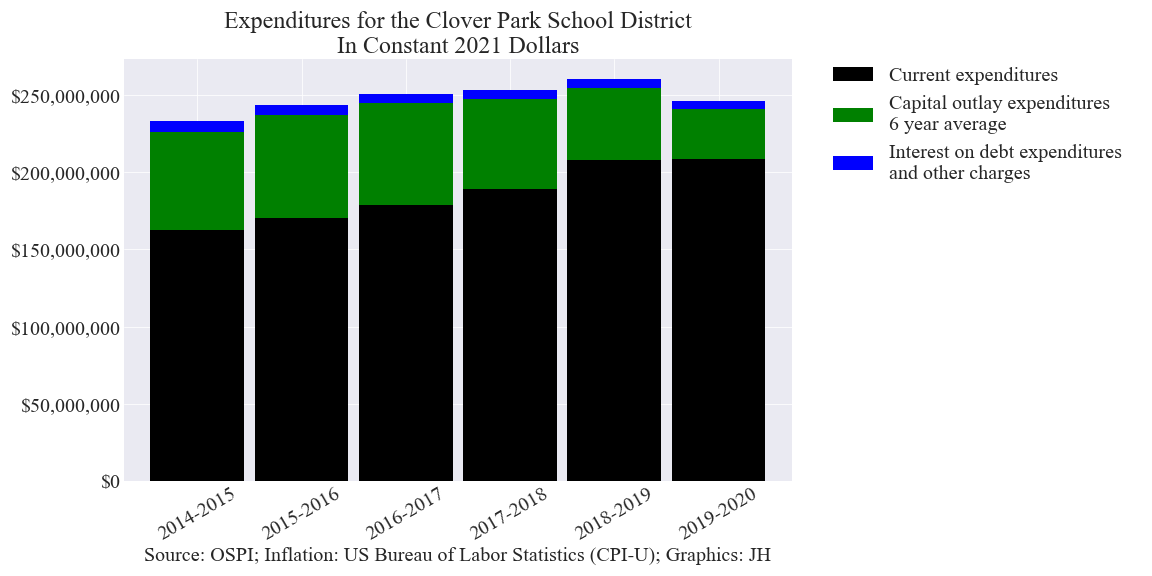 Expenditures for the Clover Park School District
In Constant 2021 Dollars
$250,000,000
$200,000,000
$150,000,000
$100,000,000
$50,000,000
$0
2014-2015
2015-2016
2016-2017
2017-2018
2018-2019
2019-2020
Source: OSPI; Inflation: US Bureau of Labor Statistics (CPI-U); Graphics: JH
Current expenditures
Capital outlay expenditures
6 year average
Interest on debt expenditures
and other charges